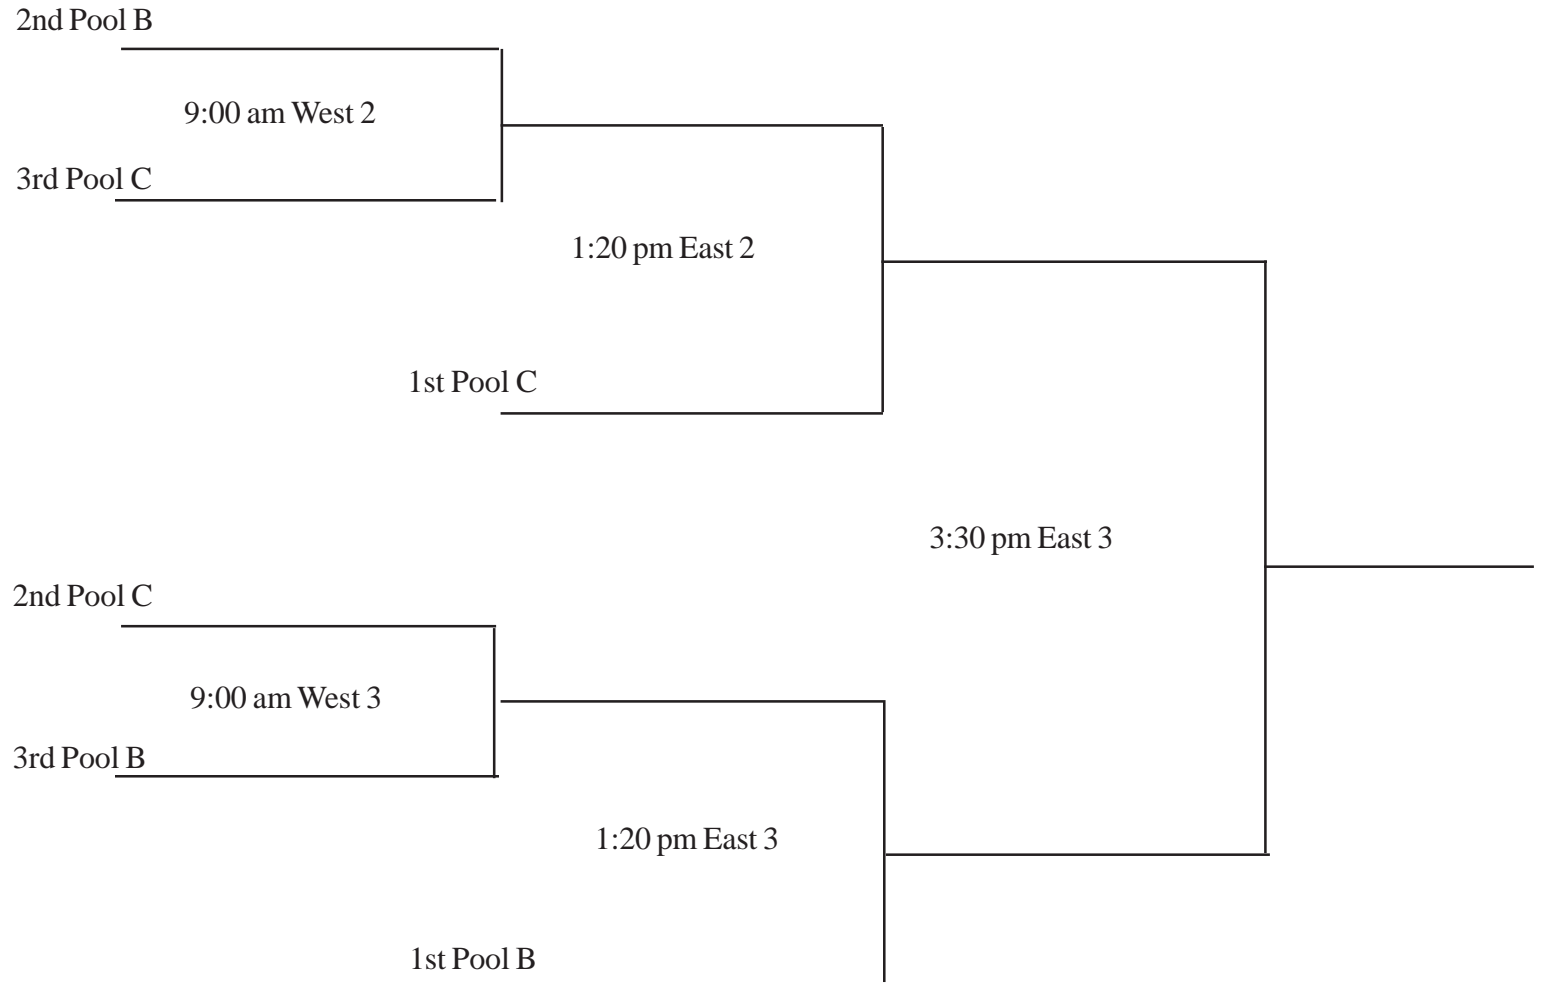 2nd Pool B
9:00 am West 2
3rd Pool C
1:20 pm East 2
1st Pool C
3:30 pm East 3
2nd Pool C
9:00 am West 3
3rd Pool B
1:20 pm East 3
1st Pool B